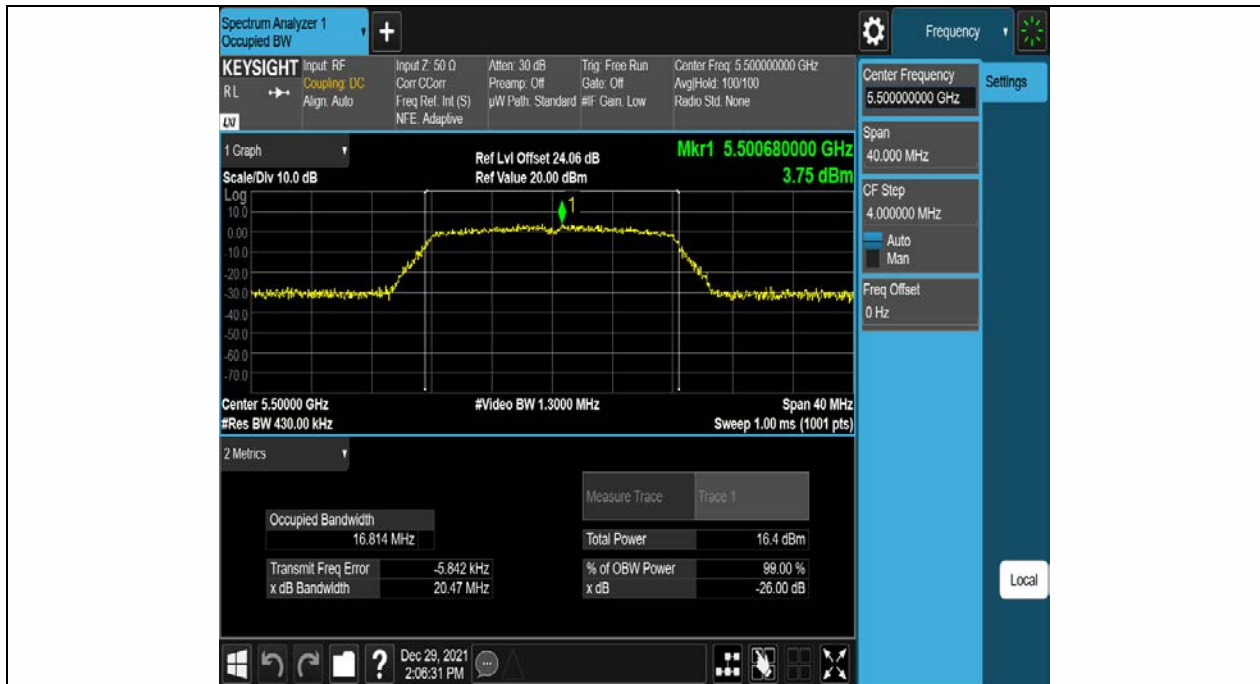 Spectrum Analyzer 1
Occupied BW
+
Frequency
KEYSIGHT
RL
LXI
Input: RF
Coupling: DC
Align: Auto
Input Z: 50 Ω
Corr CCorr
Freq Ref: Int (S)
NFE: Adaptive
Atten: 30 dB
Preamp: Off
µW Path: Standard
Trig: Free Run
Gate: Off
#IF Gain: Low
Center Freq: 5.500000000 GHz
Avg|Hold: 100/100
Radio Std: None
Center Frequency
5.500000000 GHz
Settings
Span
40.000 MHz
CF Step
4.000000 MHz
Auto
Man
Freq Offset
0 Hz
Local
1 Graph
Scale/Div 10.0 dB
Ref Lvl Offset 24.06 dB
Ref Value 20.00 dBm
Mkr1 5.500680000 GHz
3.75 dBm
Log
1
10.0
0.00
-10.0
-20.0
-30.0
-40.0
-50.0
-60.0
-70.0
Center 5.50000 GHz
#Res BW 430.00 kHz
#Video BW 1.3000 MHz
Span 40 MHz
Sweep 1.00 ms (1001 pts)
2 Metrics
Measure Trace Trace 1
Occupied Bandwidth
16.814 MHz
Total Power 16.4 dBm
Transmit Freq Error -5.842 kHz
% of OBW Power 99.00 %
x dB Bandwidth 20.47 MHz
x dB -26.00 dB
?
Dec 29, 2021
2:06:31 PM